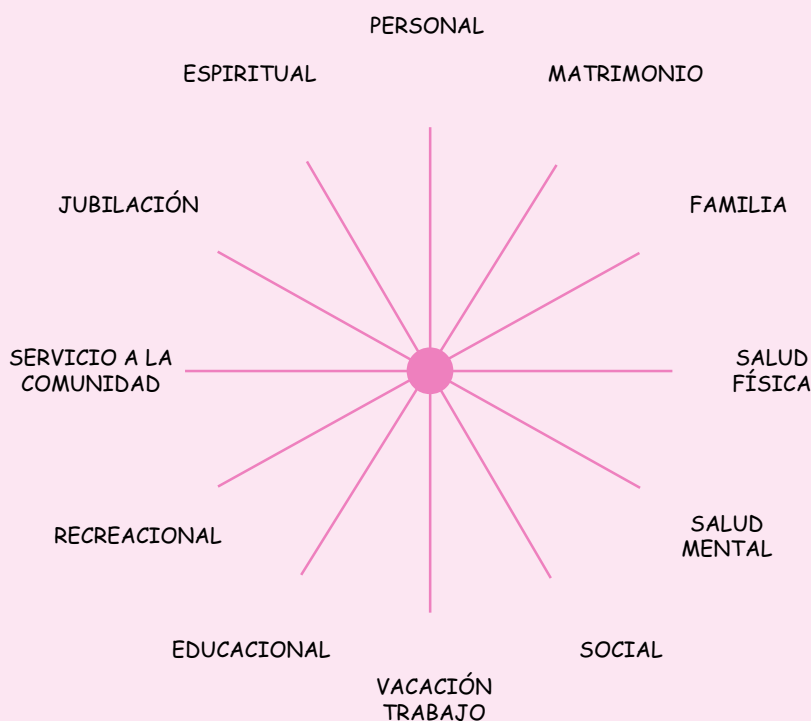 PERSONAL
ESPIRITUAL
MATRIMONIO
JUBILACIÓN
FAMILIA
SERVICIO A LA
COMUNIDAD
SALUD
FÍSICA
RECREACIONAL
SALUD
MENTAL
EDUCACIONAL
SOCIAL
VACACIÓN
TRABAJO